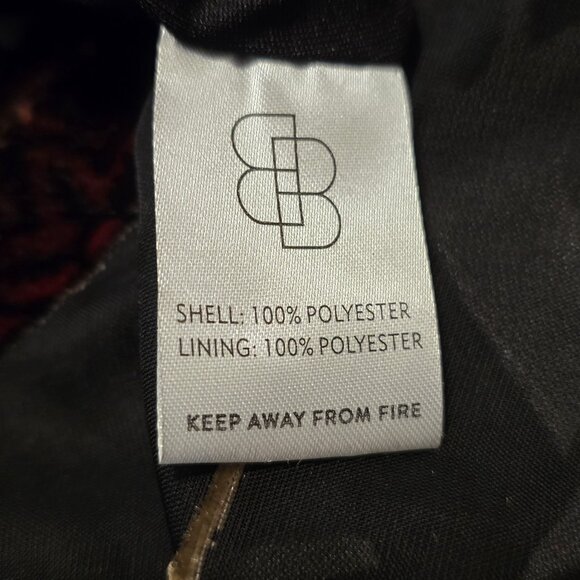 SHELL: 100% POLYESTER
LINING: 100% POLYESTER
KEEP AWAY FROM FIRE